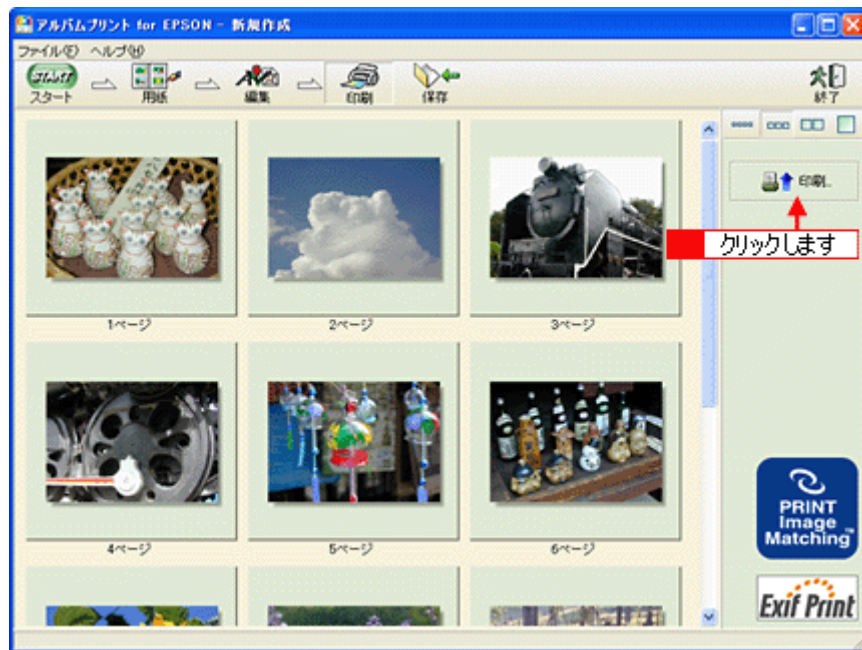 アルバムプリント for EPSON - 新規作成
ファイル(F) ヘルプ(H)
START
スタート
用紙
編集
印刷
保存
終了
印刷...
クリックします
1ページ
2ページ
3ページ
4ページ
5ページ
6ページ
PRINT
Image
Matching™
Exif Print